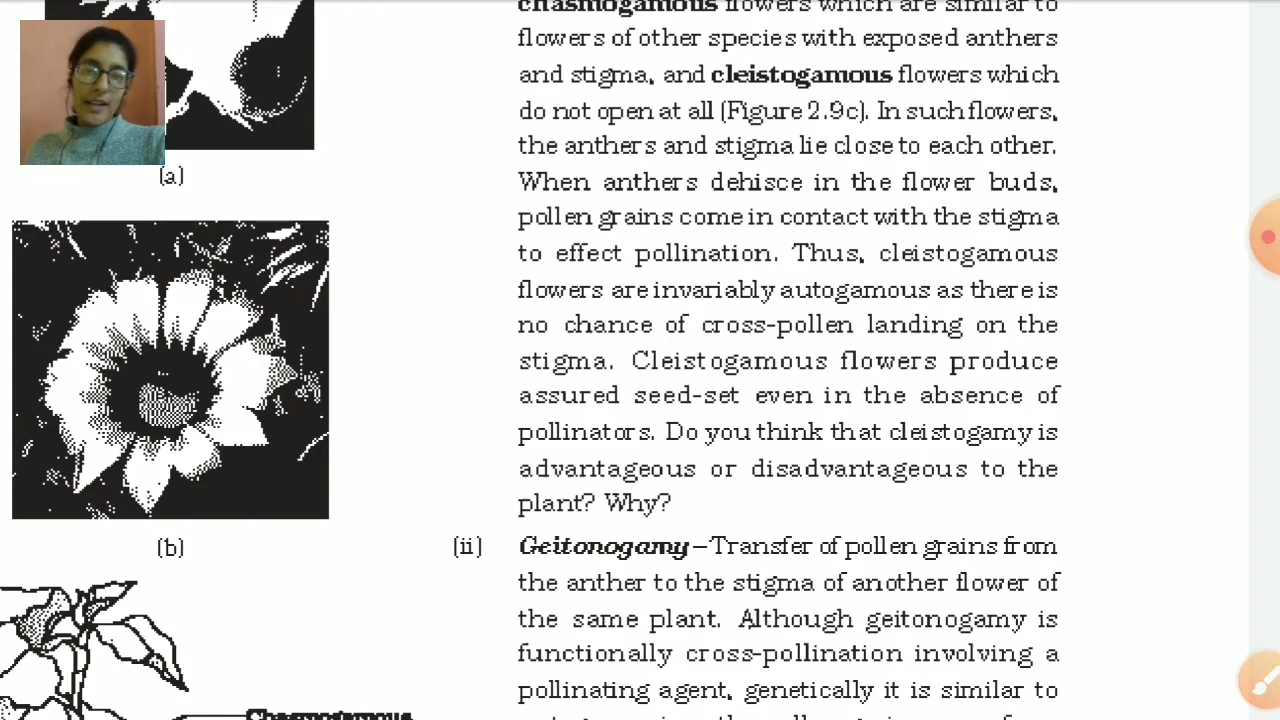 chasmogamous flowers which are similar to
flowers of other species with exposed anthers
and stigma, and cleistogamous flowers which
do not open at all (Figure 2.9c). In such flowers,
the anthers and stigma lie close to each other.
When anthers dehisce in the flower buds,
pollen grains come in contact with the stigma
to effect pollination. Thus, cleistogamous
flowers are invariably autogamous as there is
no chance of cross-pollen landing on the
stigma. Cleistogamous flowers produce
assured seed-set even in the absence of
pollinators. Do you think that cleistogamy is
advantageous or disadvantageous to the
plant? Why?
(ii) Geitonogamy – Transfer of pollen grains from
the anther to the stigma of another flower of
the same plant. Although geitonogamy is
functionally cross-pollination involving a
pollinating agent, genetically it is similar to
(a)
(b)
Chasmogamous